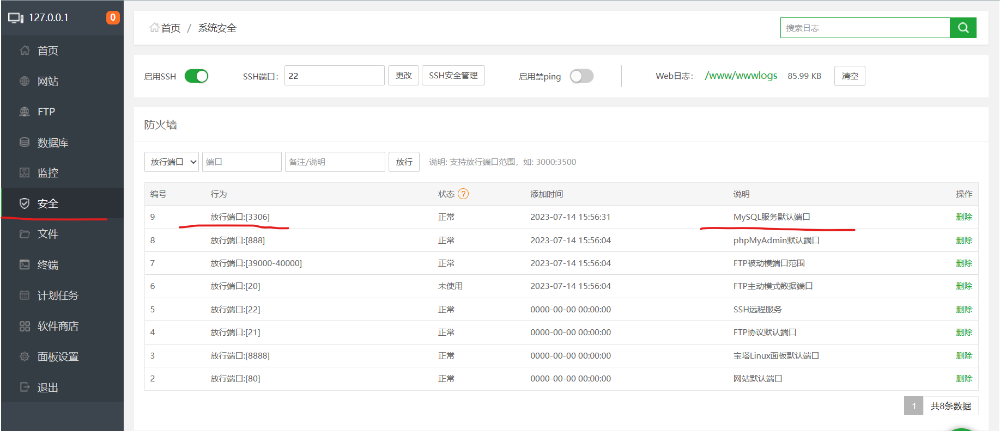 127.0.0.1 0
首页
网站
FTP
数据库
监控
安全
文件
终端
计划任务
软件商店
面板设置
退出
首页 / 系统安全
搜索日志
启用SSH SSH端口： 22 更改 SSH安全管理 启用禁ping Web日志： /www/wwwlogs 85.99 KB 清空
防火墙
放行端口 端口 备注/说明 放行 说明: 支持放行端口范围，如: 3000:3500
编号 行为 状态 ? 添加时间 说明 操作
9 放行端口:[3306] 正常 2023-07-14 15:56:31 MySQL服务默认端口 删除
8 放行端口:[888] 正常 2023-07-14 15:56:04 phpMyAdmin默认端口 删除
7 放行端口:[39000-40000] 正常 2023-07-14 15:56:04 FTP被动模端口范围 删除
6 放行端口:[20] 未使用 2023-07-14 15:56:04 FTP主动模式数据端口 删除
5 放行端口:[22] 正常 0000-00-00 00:00:00 SSH远程服务 删除
4 放行端口:[21] 正常 0000-00-00 00:00:00 FTP协议默认端口 删除
3 放行端口:[8888] 正常 0000-00-00 00:00:00 宝塔Linux面板默认端口 删除
2 放行端口:[80] 正常 0000-00-00 00:00:00 网站默认端口 删除
1 共8条数据